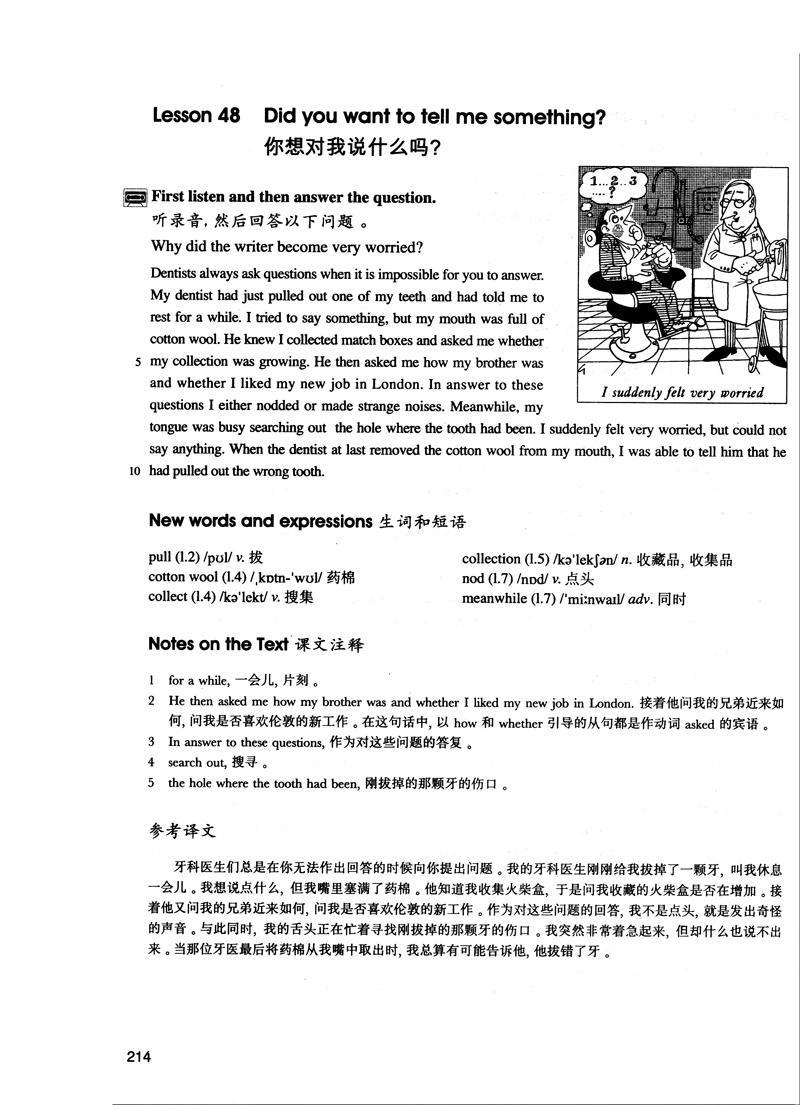 Lesson 48 Did you want to tell me something?
你想对我说什么吗?
First listen and then answer the question.
听录音, 然后回答以下问题。
Why did the writer become very worried?
Dentists always ask questions when it is impossible for you to answer.
My dentist had just pulled out one of my teeth and had told me to
rest for a while. I tried to say something, but my mouth was full of
cotton wool. He knew I collected match boxes and asked me whether
5 my collection was growing. He then asked me how my brother was
and whether I liked my new job in London. In answer to these
questions I either nodded or made strange noises. Meanwhile, my
tongue was busy searching out the hole where the tooth had been. I suddenly felt very worried, but could not
say anything. When the dentist at last removed the cotton wool from my mouth, I was able to tell him that he
10 had pulled out the wrong tooth.
1...2..3
....?
I suddenly felt very worried
New words and expressions 生词和短语
pull (l.2) /pʊl/ v. 拔
cotton wool (l.4) /ˌkɒtn-'wʊl/ 药棉
collect (l.4) /kə'lekt/ v. 搜集
collection (l.5) /kə'lekʃən/ n. 收藏品, 收集品
nod (l.7) /nɒd/ v. 点头
meanwhile (l.7) /'miːnwaɪl/ adv. 同时
Notes on the Text 课文注释
1 for a while, 一会儿, 片刻。
2 He then asked me how my brother was and whether I liked my new job in London. 接着他问我的兄弟近来如
何, 问我是否喜欢伦敦的新工作。在这句话中, 以 how 和 whether 引导的从句都是作动词 asked 的宾语。
3 In answer to these questions, 作为对这些问题的答复。
4 search out, 搜寻。
5 the hole where the tooth had been, 刚拔掉的那颗牙的伤口。
参考译文
牙科医生们总是在你无法作出回答的时候向你提出问题。我的牙科医生刚刚给我拔掉了一颗牙, 叫我休息
一会儿。我想说点什么, 但我嘴里塞满了药棉。他知道我收集火柴盒, 于是问我收藏的火柴盒是否在增加。接
着他又问我的兄弟近来如何, 问我是否喜欢伦敦的新工作。作为对这些问题的回答, 我不是点头, 就是发出奇怪
的声音。与此同时, 我的舌头正在忙着寻找刚拔掉的那颗牙的伤口。我突然非常着急起来, 但却什么也说不出
来。当那位牙医最后将药棉从我嘴中取出时, 我总算有可能告诉他, 他拔错了牙。
214